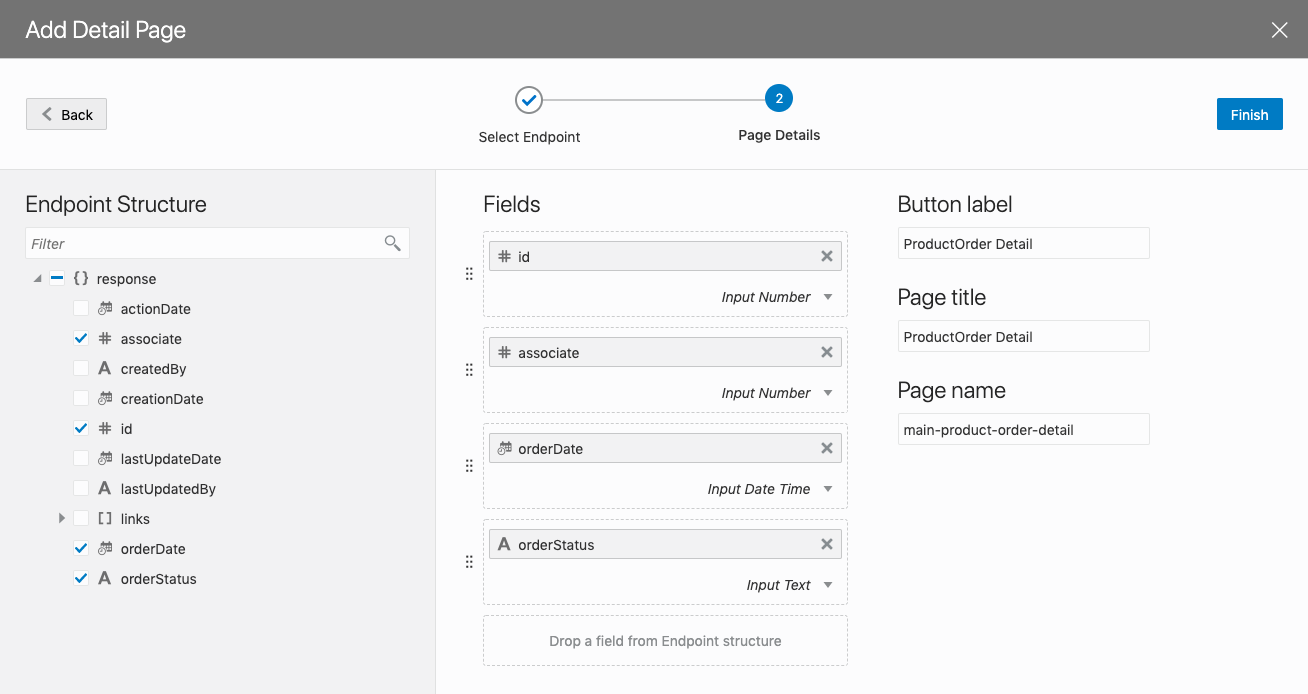 Add Detail Page
Back
Select Endpoint
2
Page Details
Finish
Endpoint Structure
Filter
{} response
actionDate
# associate
A createdBy
creationDate
# id
lastUpdateDate
A lastUpdatedBy
[] links
orderDate
A orderStatus
Fields
# id
Input Number
# associate
Input Number
orderDate
Input Date Time
A orderStatus
Input Text
Drop a field from Endpoint structure
Button label
ProductOrder Detail
Page title
ProductOrder Detail
Page name
main-product-order-detail